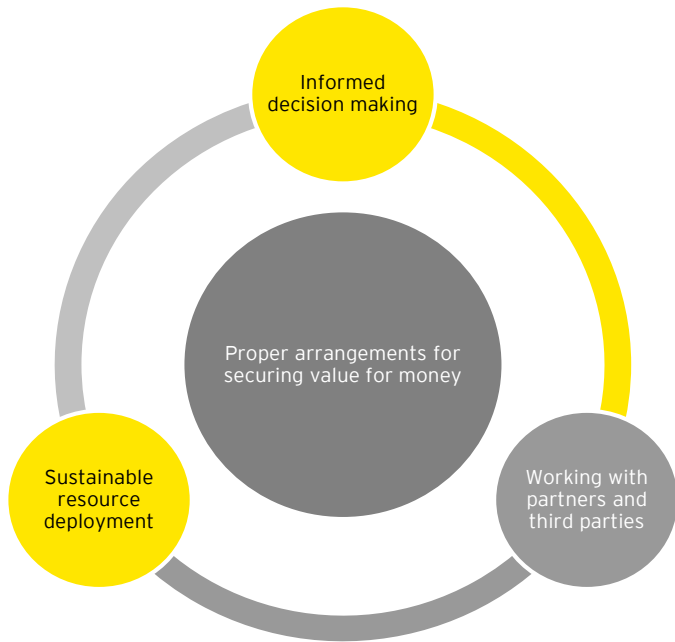 Informed
decision making
Proper arrangements for
securing value for money
Sustainable
resource
deployment
Working with
partners and
third parties